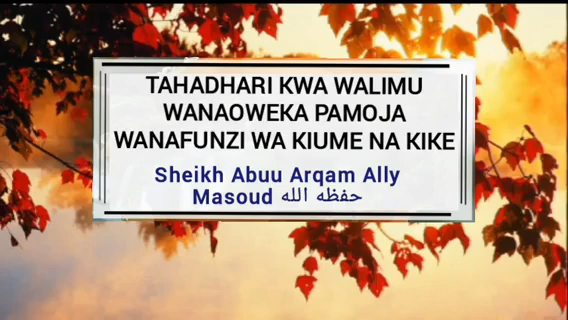 TAHADHARI KWA WALIMU
WANAOWEKA PAMOJA
WANAFUNZI WA KIUME NA KIKE
Sheikh Abuu Arqam Ally
Masoud حفظه الله